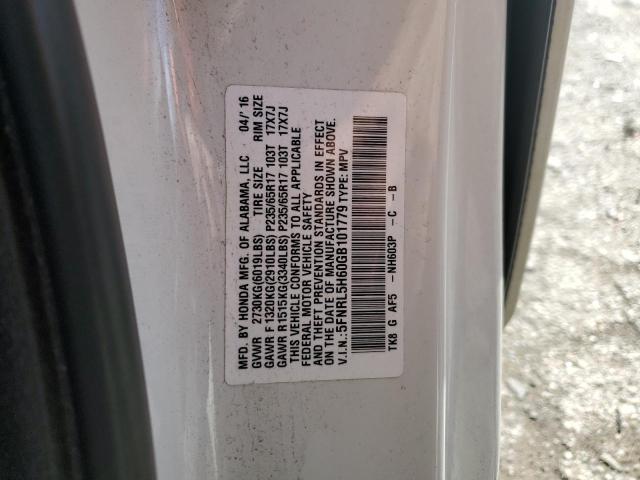 MFD. BY HONDA MFG. OF ALABAMA, LLC 04/'16
GVWR 2730KG(6019LBS) TIRE SIZE RIM SIZE
GAWR F 1320KG(2910LBS) P235/65R17 103T 17X7J
GAWR R1515KG(3340LBS) P235/65R17 103T 17X7J
THIS VEHICLE CONFORMS TO ALL APPLICABLE
FEDERAL MOTOR VEHICLE SAFETY
AND THEFT PREVENTION STANDARDS IN EFFECT
ON THE DATE OF MANUFACTURE SHOWN ABOVE.
V.I.N.:5FNRL5H60GB101779 TYPE: MPV
TK8 G AF5 -NH603P -C -B